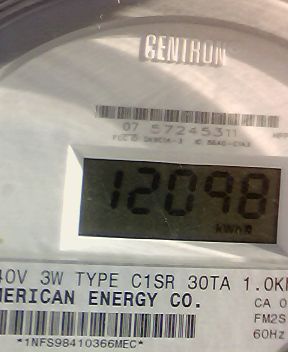 CENTRON
07 57245311
12098
kWh
40V 3W TYPE C1SR 30TA 1.0K
MERICAN ENERGY CO.
CA 0
FM2S
60Hz
*1NFS98410366MEC*